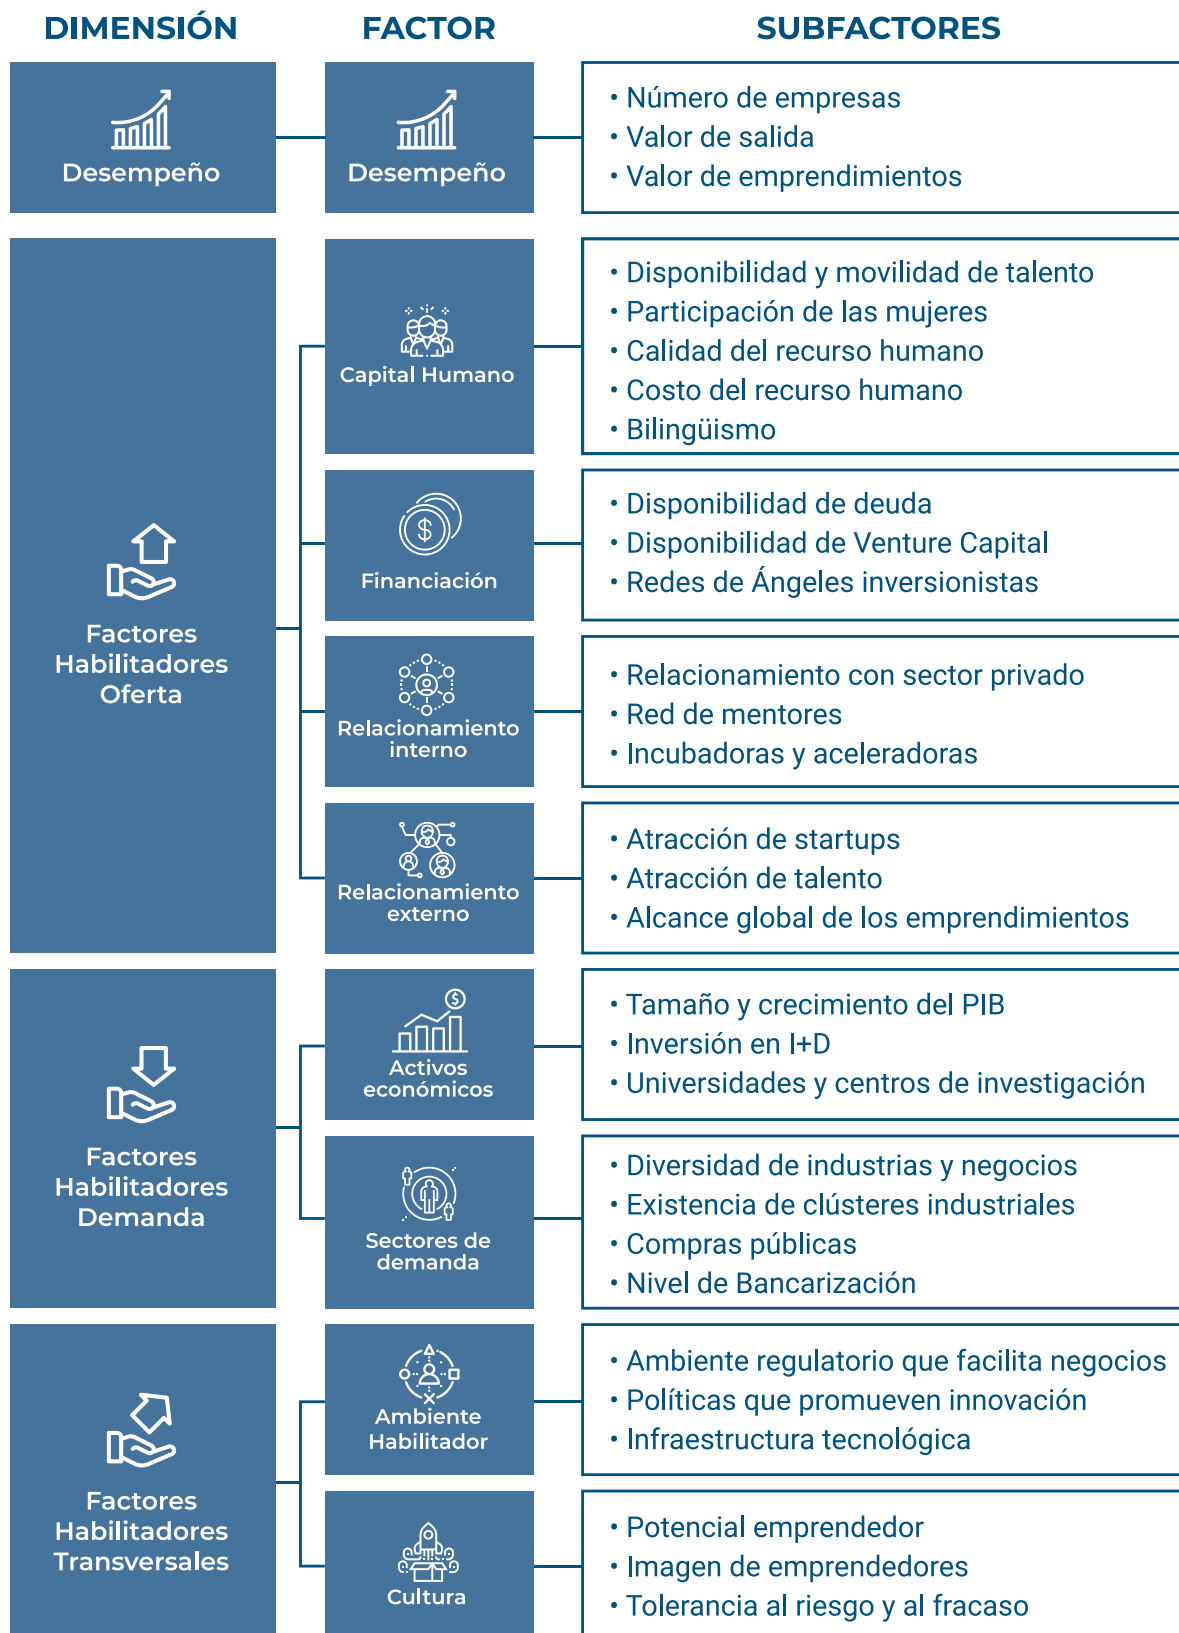 DIMENSIÓN
FACTOR
SUBFACTORES
Desempeño
Desempeño
• Número de empresas
• Valor de salida
• Valor de emprendimientos
Factores
Habilitadores
Oferta
Capital Humano
• Disponibilidad y movilidad de talento
• Participación de las mujeres
• Calidad del recurso humano
• Costo del recurso humano
• Bilingüismo
$
Financiación
• Disponibilidad de deuda
• Disponibilidad de Venture Capital
• Redes de Ángeles inversionistas
Relacionamiento
interno
• Relacionamiento con sector privado
• Red de mentores
• Incubadoras y aceleradoras
Relacionamiento
externo
• Atracción de startups
• Atracción de talento
• Alcance global de los emprendimientos
Factores
Habilitadores
Demanda
$
Activos
económicos
• Tamaño y crecimiento del PIB
• Inversión en I+D
• Universidades y centros de investigación
Sectores de
demanda
• Diversidad de industrias y negocios
• Existencia de clústeres industriales
• Compras públicas
• Nivel de Bancarización
Factores
Habilitadores
Transversales
Ambiente
Habilitador
• Ambiente regulatorio que facilita negocios
• Políticas que promueven innovación
• Infraestructura tecnológica
Cultura
• Potencial emprendedor
• Imagen de emprendedores
• Tolerancia al riesgo y al fracaso